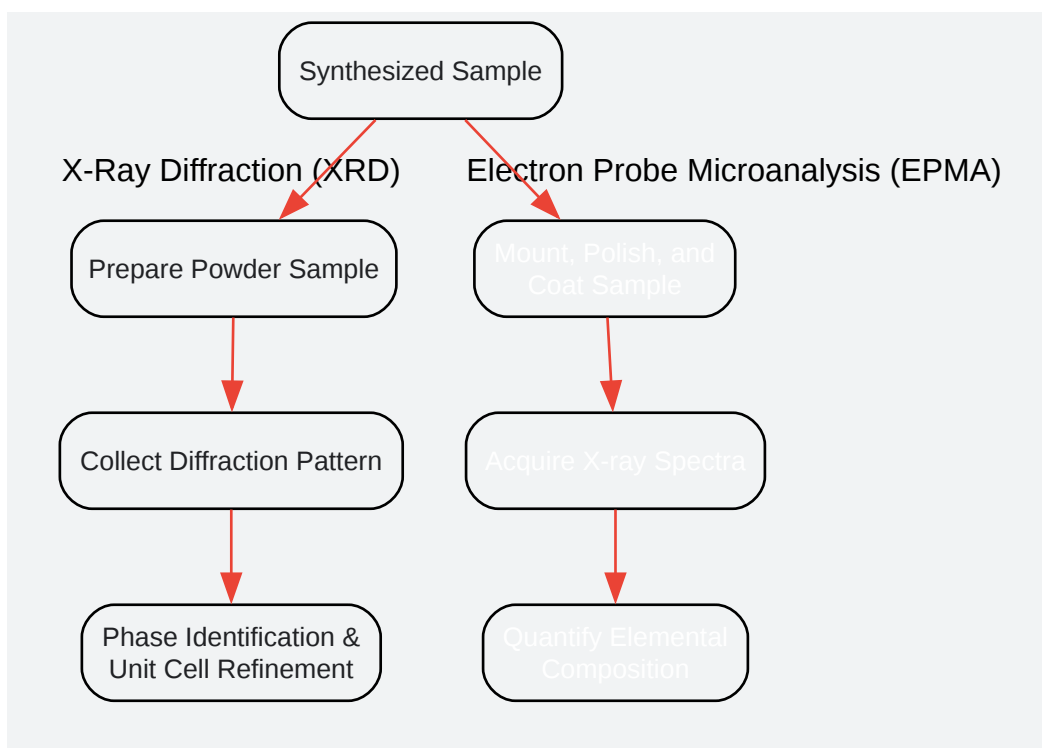 Synthesized Sample
X-Ray Diffraction (XRD)
Electron Probe Microanalysis (EPMA)
Prepare Powder Sample
Mount, Polish, and
Coat Sample
Collect Diffraction Pattern
Acquire X-ray Spectra
Phase Identification &
Unit Cell Refinement
Quantify Elemental
Composition